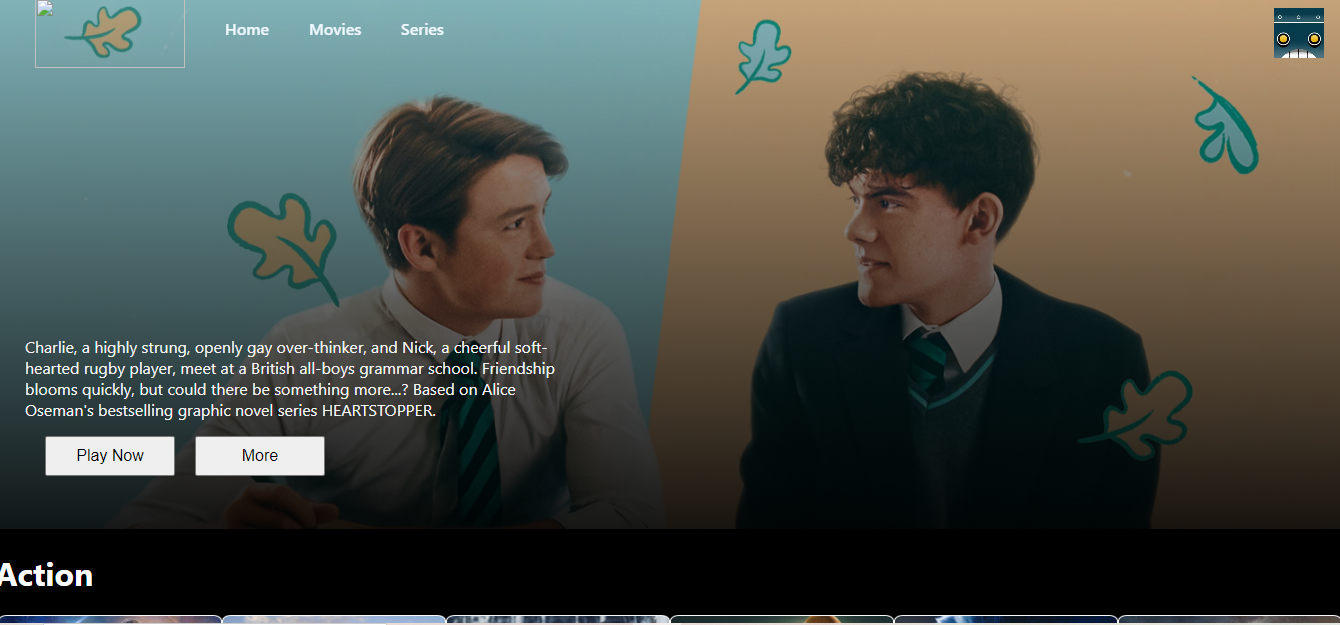 Home Movies Series
Charlie, a highly strung, openly gay over-thinker, and Nick, a cheerful soft-
hearted rugby player, meet at a British all-boys grammar school. Friendship
blooms quickly, but could there be something more...? Based on Alice
Oseman's bestselling graphic novel series HEARTSTOPPER.
Play Now More
Action